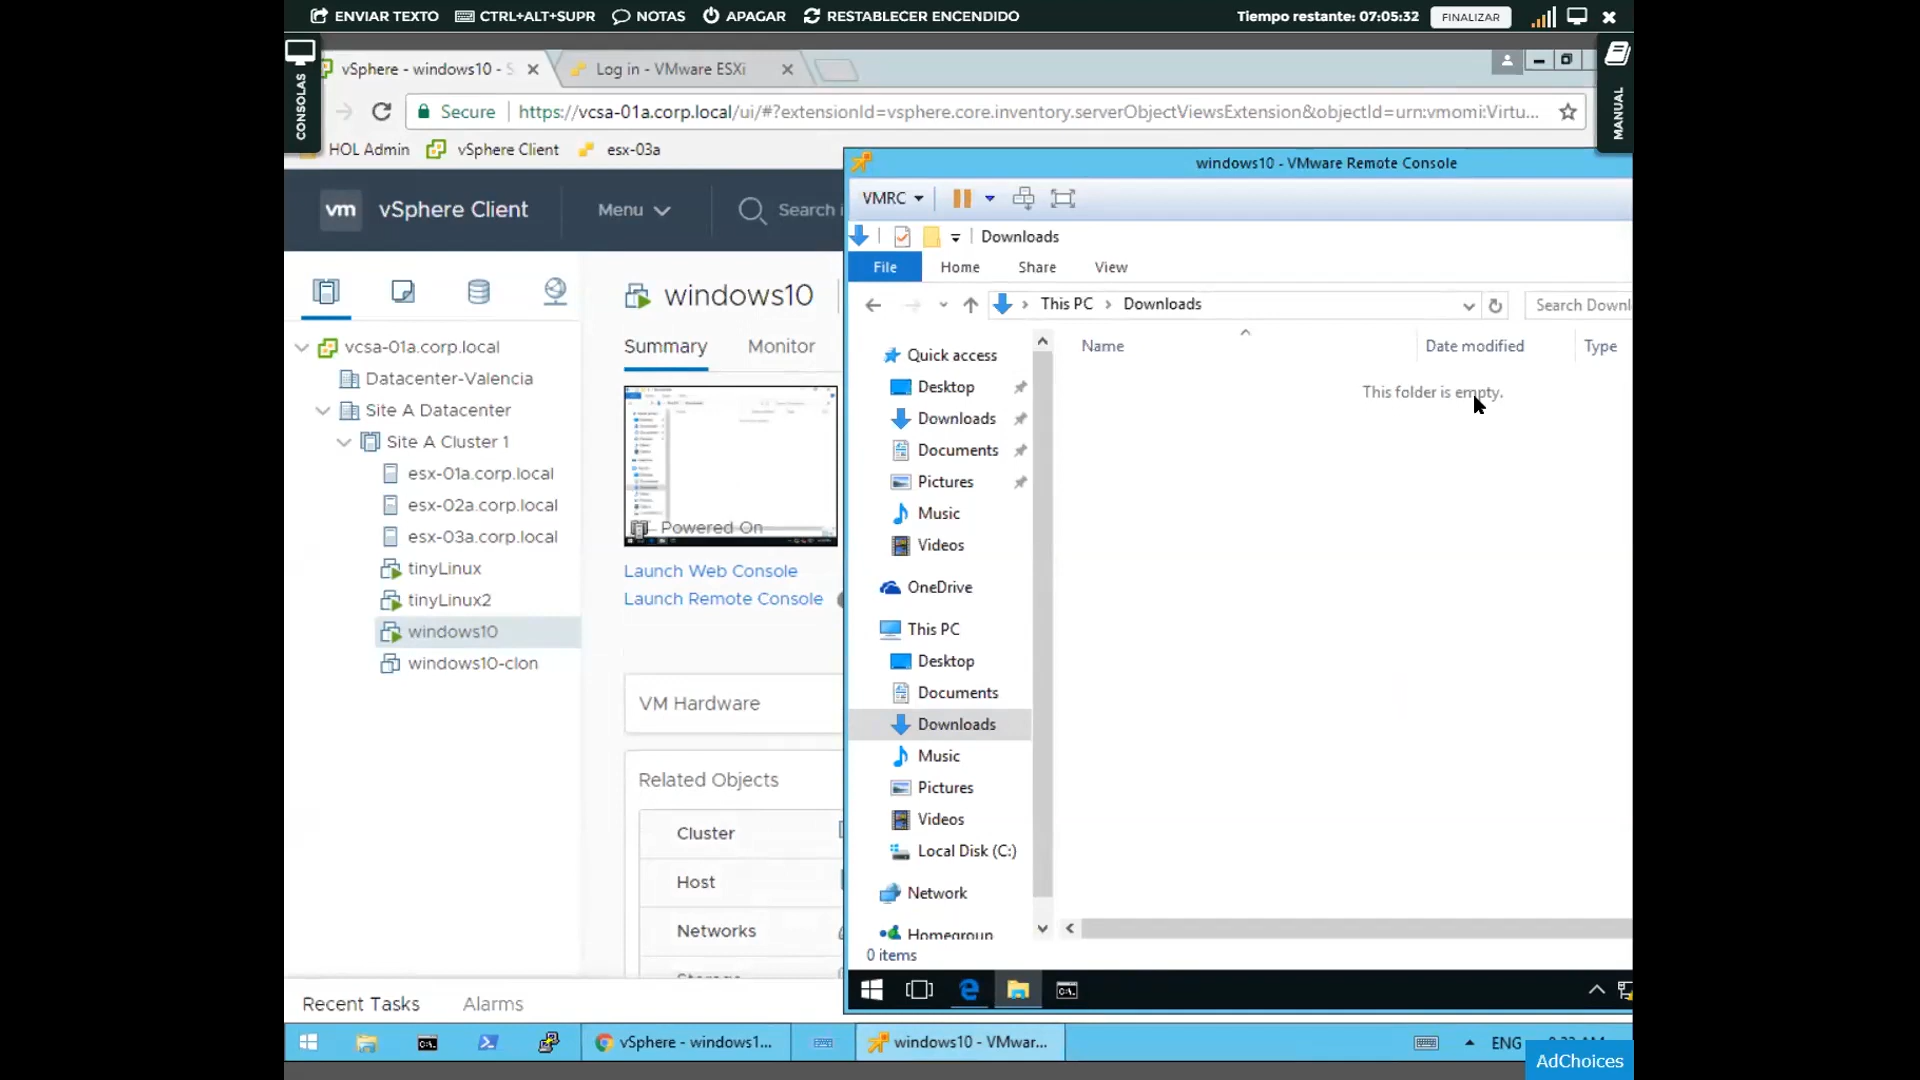 ENVIAR TEXTO CTRL+ALT+SUPR NOTAS APAGAR RESTABLECER ENCENDIDO Tiempo restante: 07:05:32 FINALIZAR
CONSOLAS
MANUAL
vSphere - windows10 - S Log in - VMware ESXi
Secure https://vcsa-01a.corp.local/ui/#?extensionId=vsphere.core.inventory.serverObjectViewsExtension&objectId=urn:vmomi:Virtu...
HOL Admin vSphere Client esx-03a
vm vSphere Client Menu Search i
vcsa-01a.corp.local
Datacenter-Valencia
Site A Datacenter
Site A Cluster 1
esx-01a.corp.local
esx-02a.corp.local
esx-03a.corp.local
tinyLinux
tinyLinux2
windows10
windows10-clon
windows10
Summary Monitor
Powered On
Launch Web Console
Launch Remote Console
VM Hardware
Related Objects
Cluster
Host
Networks
Recent Tasks Alarms
windows10 - VMware Remote Console
VMRC
Downloads
File Home Share View
This PC Downloads Search Downl
Name Date modified Type
This folder is empty.
Quick access
Desktop
Downloads
Documents
Pictures
Music
Videos
OneDrive
This PC
Desktop
Documents
Downloads
Music
Pictures
Videos
Local Disk (C:)
Network
Homegroup
0 items
vSphere - windows1... windows10 - VMwar... ENG
AdChoices